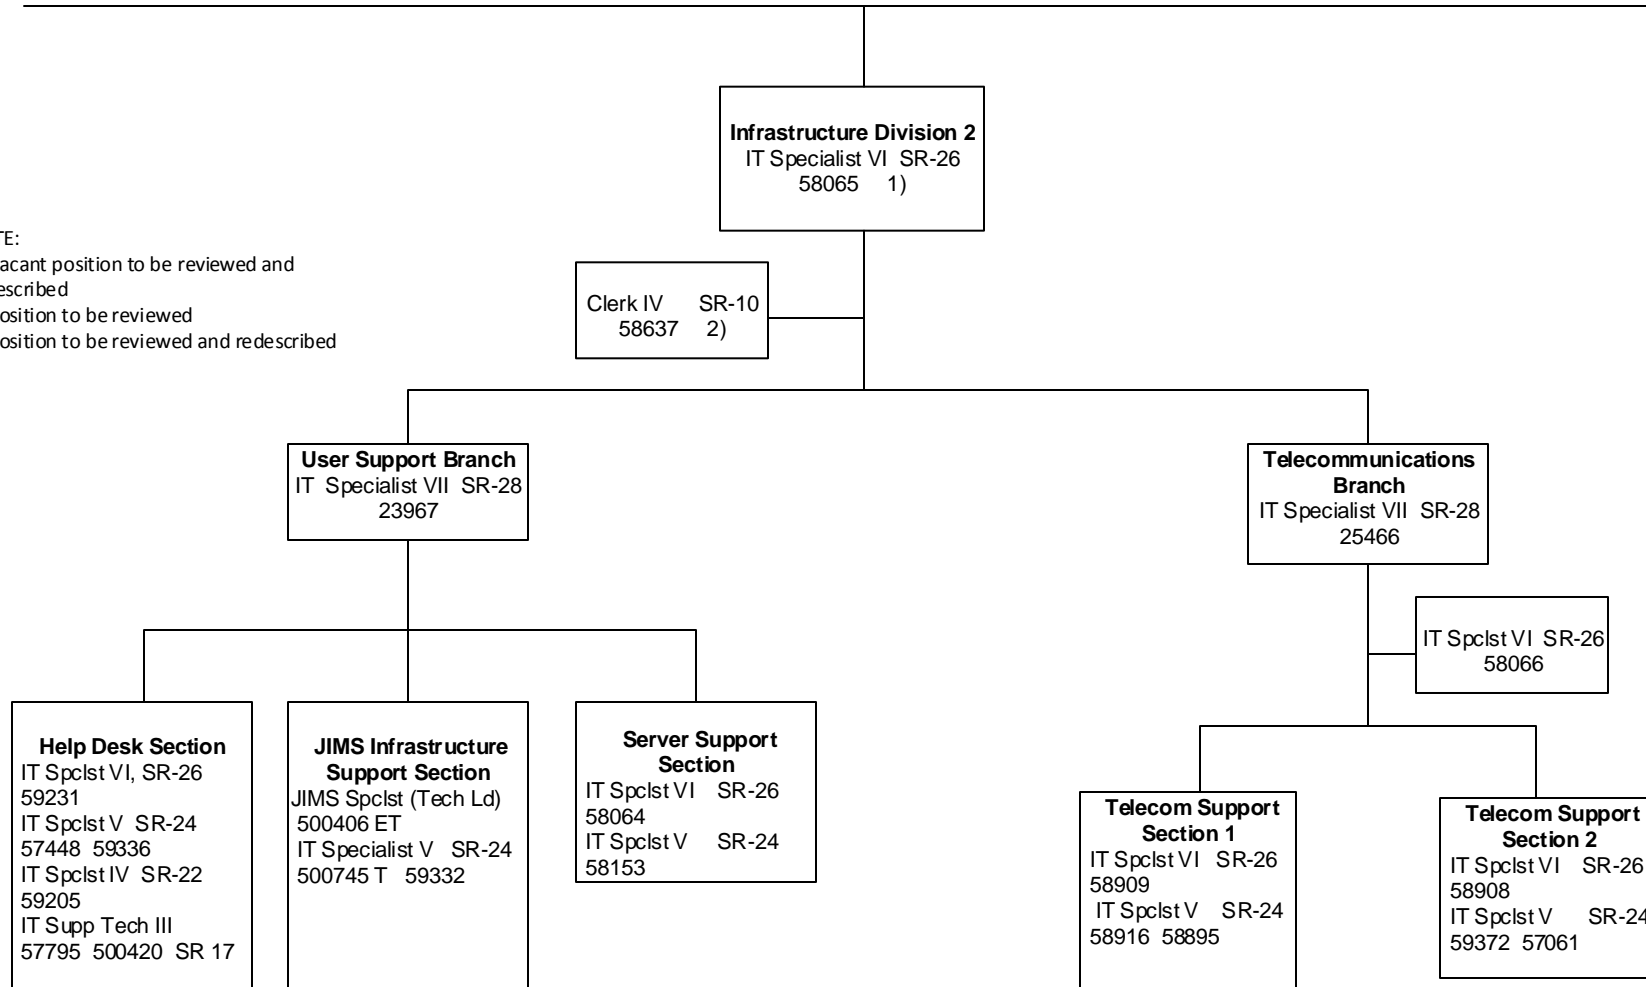 Infrastructure Division 2
IT Specialist VI SR-26
58065 1)
TE:
acant position to be reviewed and
escribed
osition to be reviewed
osition to be reviewed and redescribed
Clerk IV SR-10
58637 2)
User Support Branch
IT Specialist VII SR-28
23967
Telecommunications
Branch
IT Specialist VII SR-28
25466
IT Spclst VI SR-26
58066
Help Desk Section
IT Spclst VI, SR-26
59231
IT Spclst V SR-24
57448 59336
IT Spclst IV SR-22
59205
IT Supp Tech III
57795 500420 SR 17
JIMS Infrastructure
Support Section
JIMS Spclst (Tech Ld)
500406 ET
IT Specialist V SR-24
500745 T 59332
Server Support
Section
IT Spclst VI SR-26
58064
IT Spclst V SR-24
58153
Telecom Support
Section 1
IT Spclst VI SR-26
58909
IT Spclst V SR-24
58916 58895
Telecom Support
Section 2
IT Spclst VI SR-26
58908
IT Spclst V SR-24
59372 57061